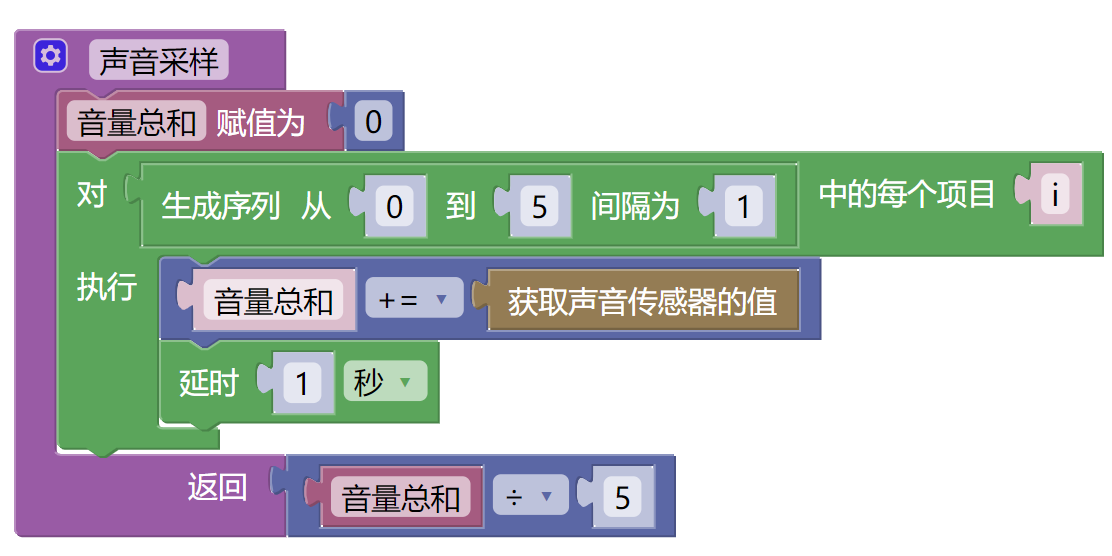 声音采样
音量总和 赋值为 0
对 生成序列 从 0 到 5 间隔为 1 中的每个项目 i
执行 音量总和 += 获取声音传感器的值
延时 1 秒
返回 音量总和 ÷ 5